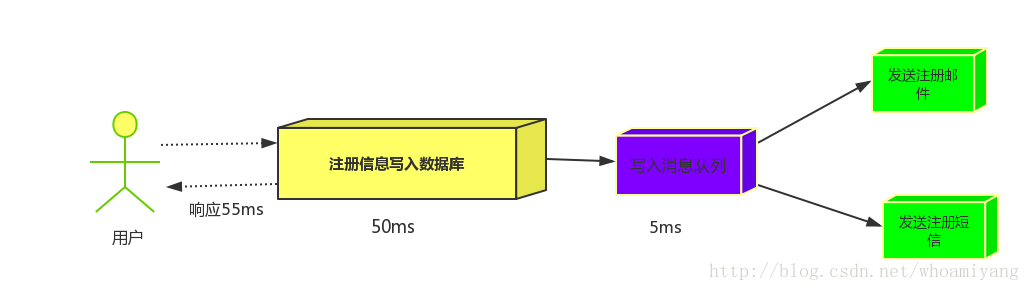 发送注册邮
件
注册信息写入数据库
写入消息队列
响应55ms
50ms
5ms
发送注册短
信
用户
http://blog.csdn.net/whoamiyang